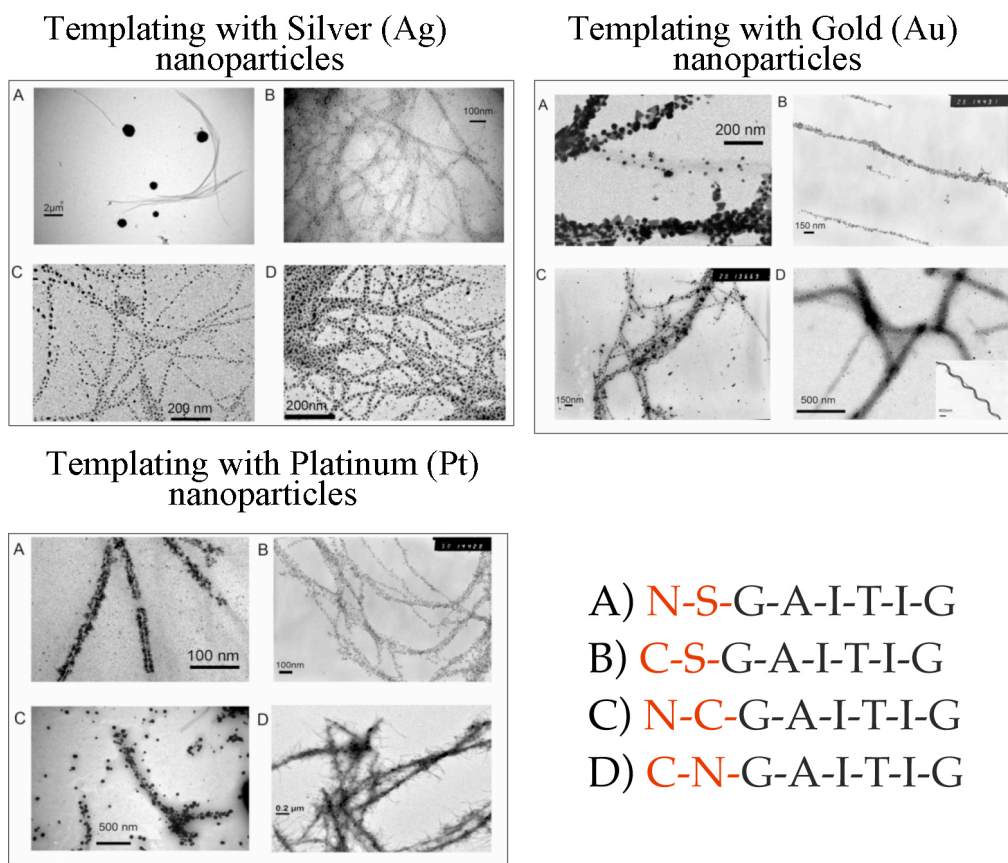 Templating with Silver (Ag)
nanoparticles
A
2µm
B
100nm
C
200 nm
D
200nm
Templating with Gold (Au)
nanoparticles
A
200 nm
B
150 nm
C
150nm
D
500 nm
Templating with Platinum (Pt)
nanoparticles
A
100 nm
B
100nm
C
500 nm
D
0.2 µm
A) N-S-G-A-I-T-I-G
B) C-S-G-A-I-T-I-G
C) N-C-G-A-I-T-I-G
D) C-N-G-A-I-T-I-G